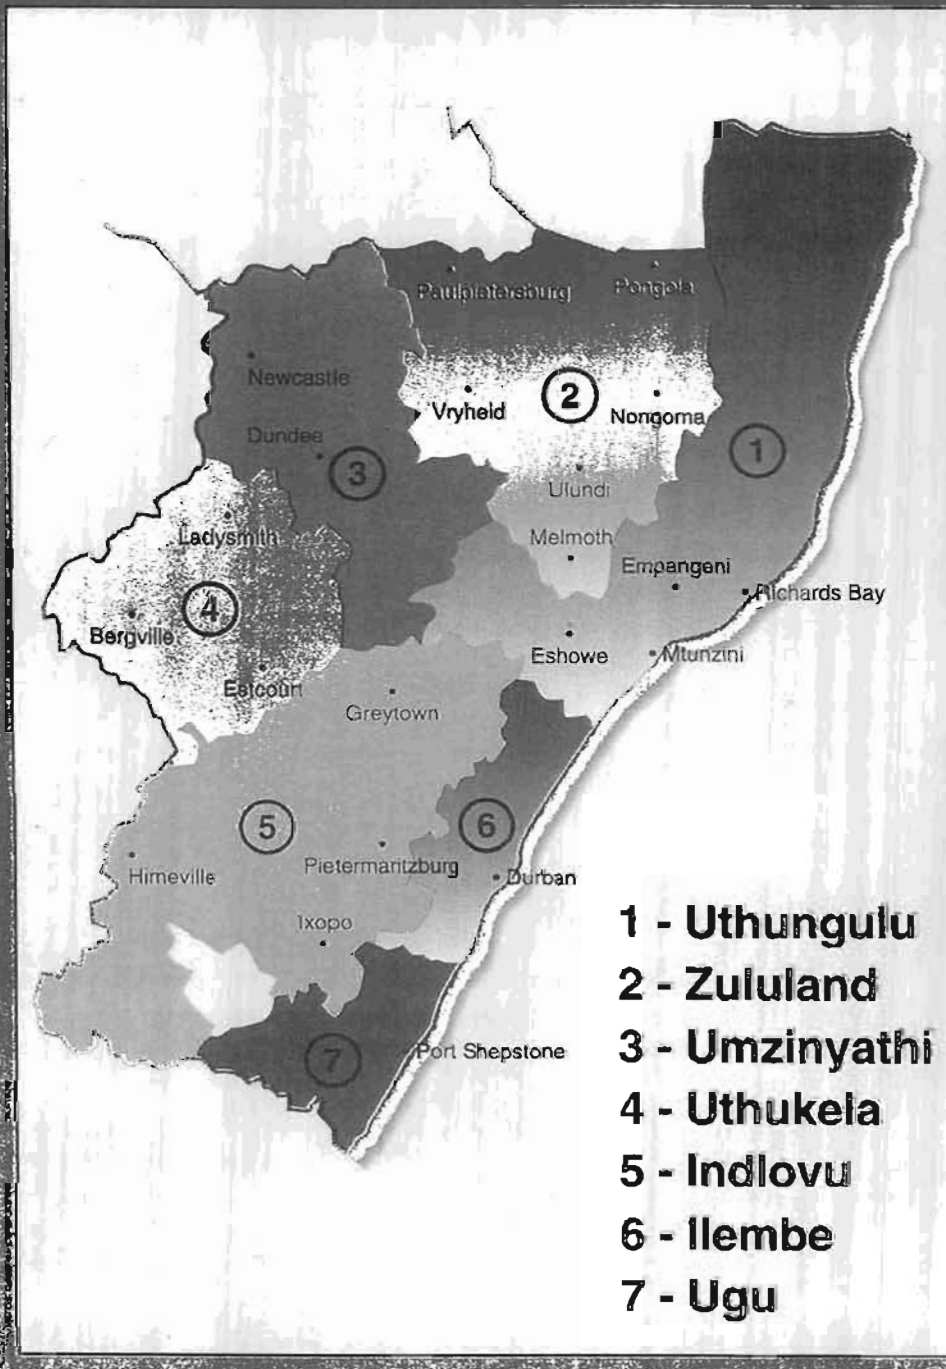 Paulpietersburg
Pongola
Newcastle
2
Vryheid
Nongoma
Dundee
1
3
Ulundi
Ladysmith
Melmoth
Empangeni
Richards Bay
4
Bergville
Eshowe
Mtunzini
Estcourt
Greytown
5
6
Pietermaritzburg
Himeville
Durban
Ixopo
1 - Uthungulu
2 - Zululand
3 - Umzinyathi
4 - Uthukela
5 - Indlovu
6 - Ilembe
7 - Ugu
7
Port Shepstone